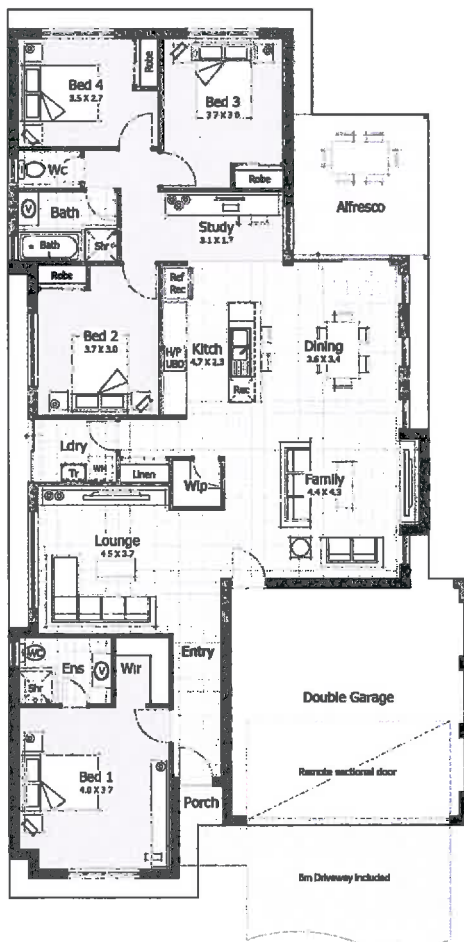 Bed 4
3.5 X 2.7
Robe
Bed 3
3.7 X 3.0
Robe
Wc
Bath
V
Bath
Shr
Study
3.1 X 1.7
Alfresco
Robe
Ref
Rec
Bed 2
3.7 X 3.0
Kitch
4.7 X 2.3
H/P
UBO
Rec
Dining
3.6 X 3.4
Ldry
Tr
WM
Linen
Wip
Family
4.4 X 4.3
Lounge
4.5 X 3.7
WC
Ens
V
Shr
Wir
Entry
Double Garage
Remote sectional door
Bed 1
4.0 X 3.7
Porch
Driveway Included